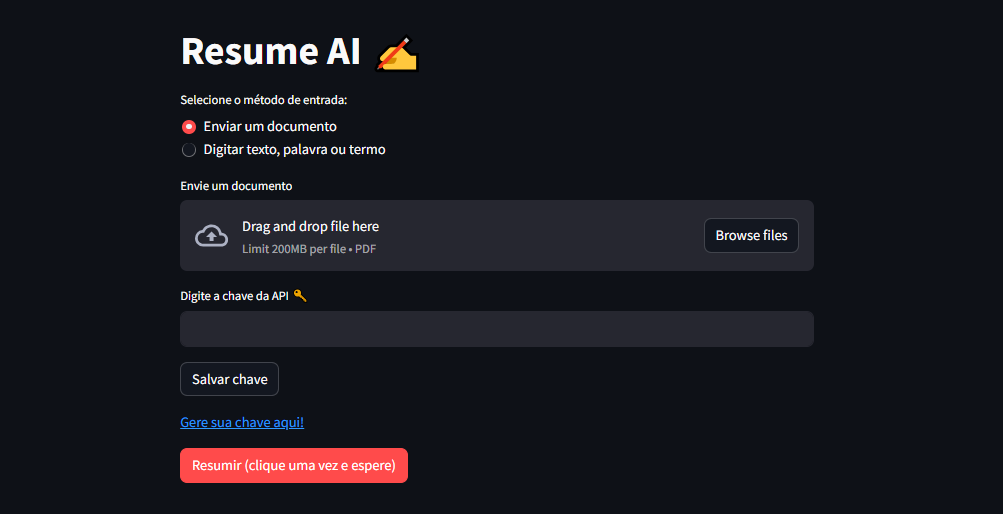 Resume AI ✍️
Selecione o método de entrada:
Enviar um documento
Digitar texto, palavra ou termo
Envie um documento
Drag and drop file here
Limit 200MB per file • PDF
Browse files
Digite a chave da API 🔑
Salvar chave
Gere sua chave aqui!
Resumir (clique uma vez e espere)